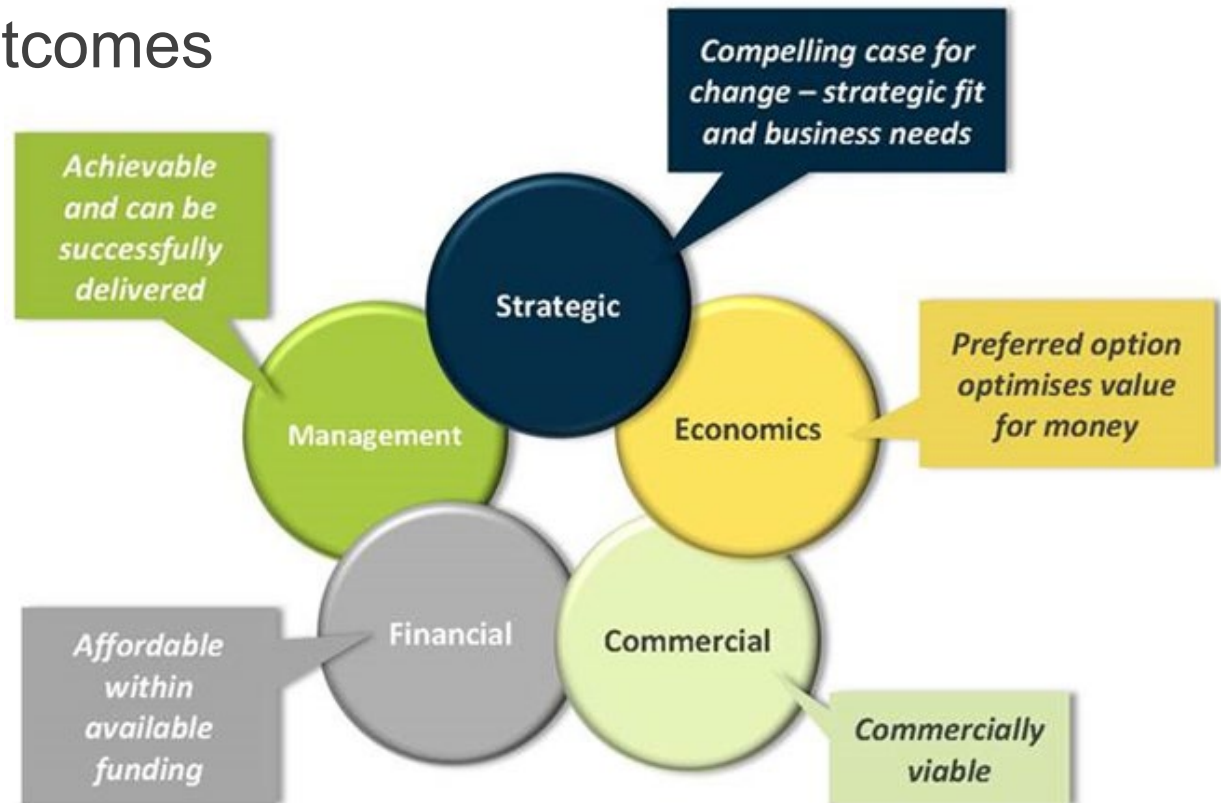 tcomes
Compelling case for
change – strategic fit
and business needs
Achievable
and can be
successfully
delivered
Strategic
Preferred option
optimises value
for money
Management
Economics
Affordable
within
available
funding
Financial
Commercial
Commercially
viable